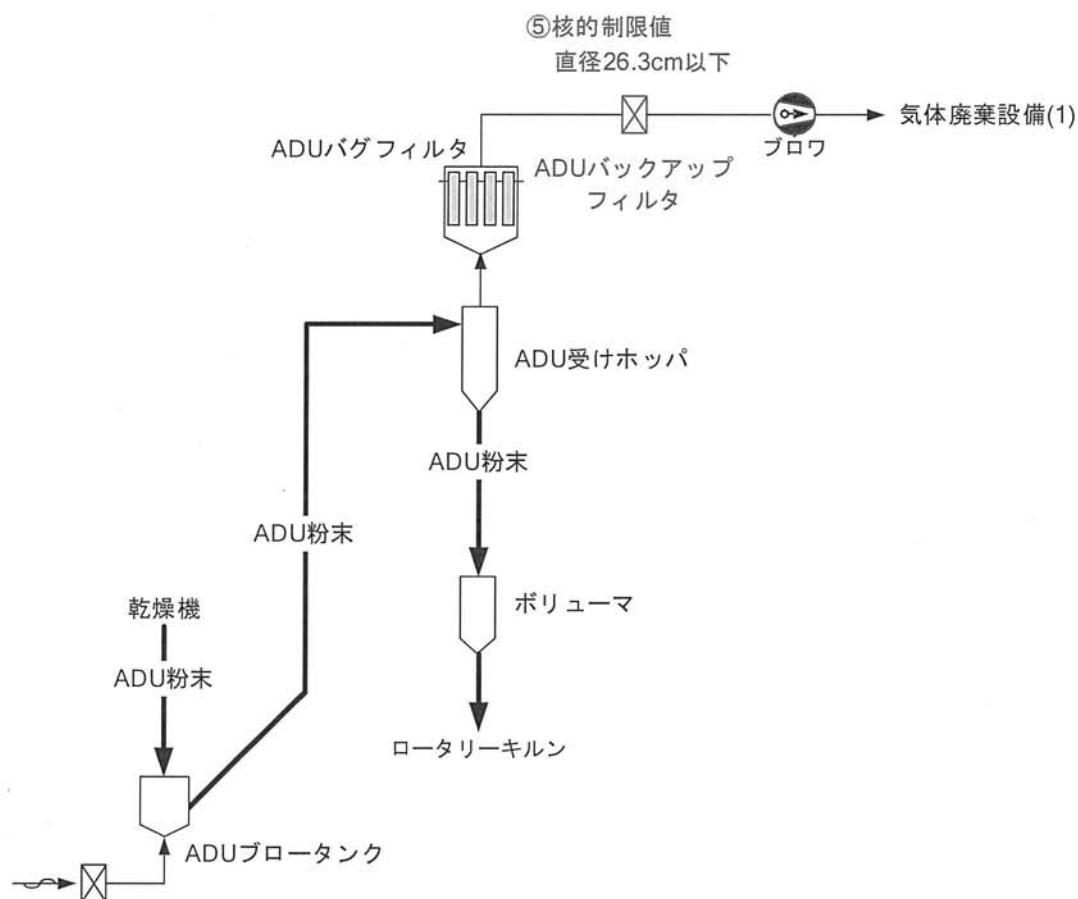 ⑤核的制限値
直径26.3cm以下
気体廃棄設備(1)
ブロワ
ADUバグフィルタ
ADUバックアップ
フィルタ
ADU受けホッパ
ADU粉末
ADU粉末
ボリューマ
乾燥機
ADU粉末
ロータリーキルン
ADUブロータンク